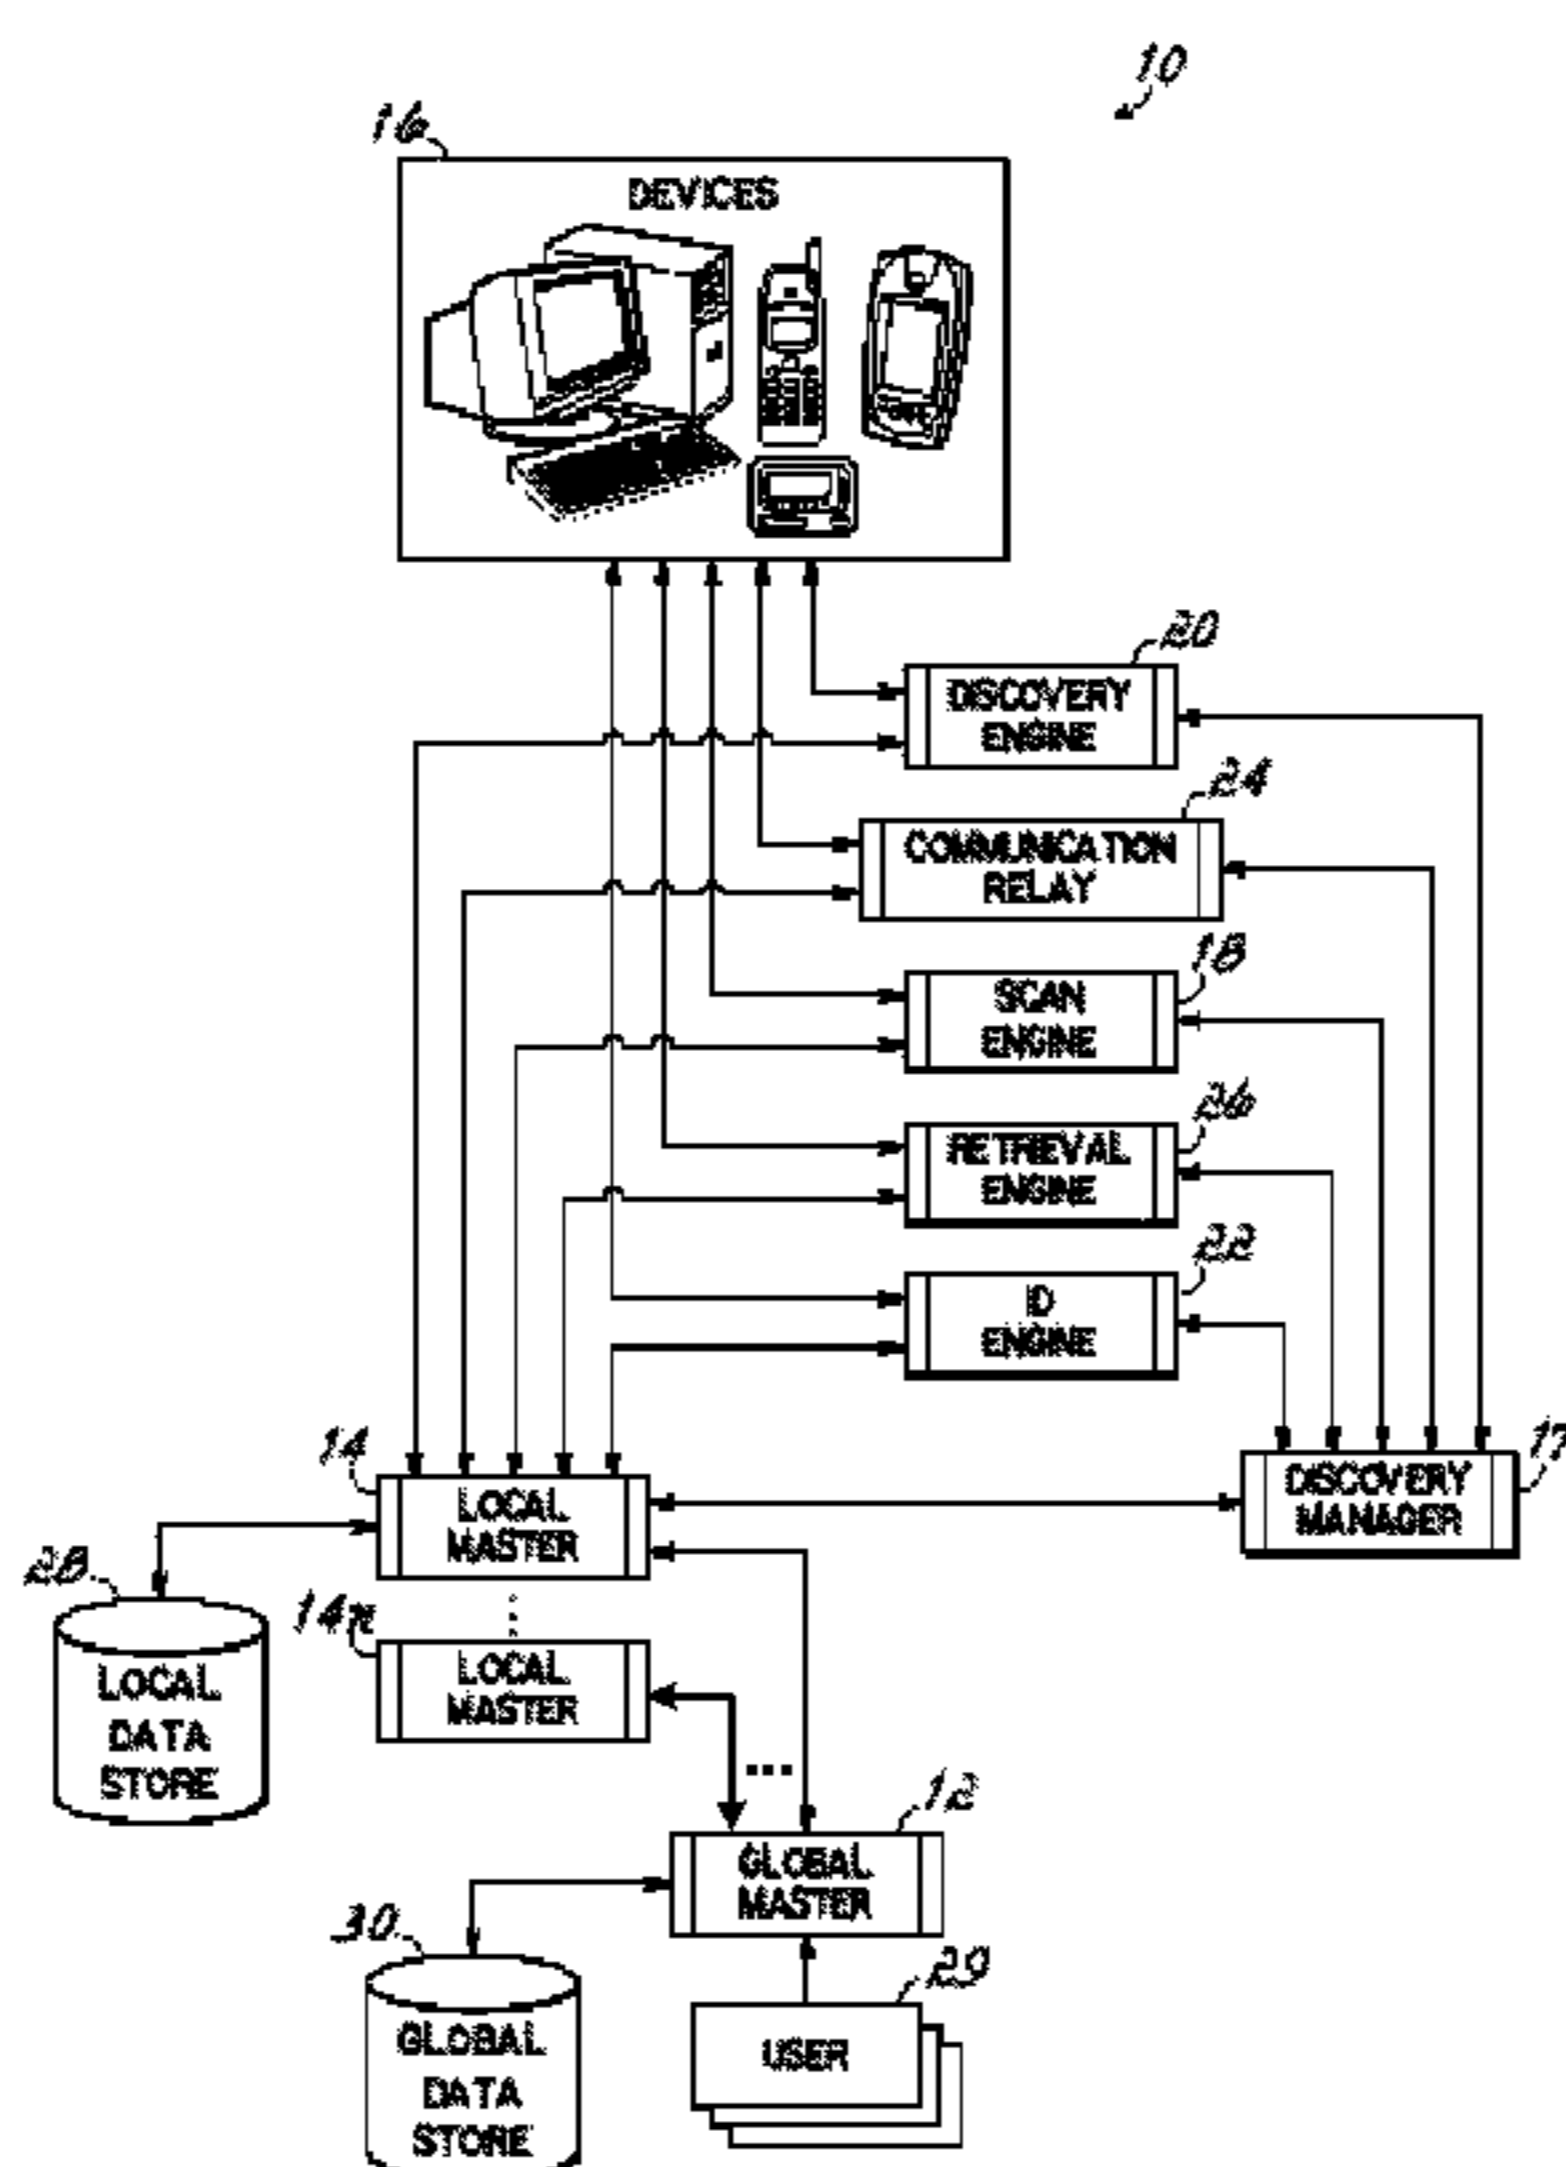 10
16
DEVICES
20
DISCOVERY
ENGINE
24
COMMUNICATION
RELAY
18
SCAN
ENGINE
26
RETRIEVAL
ENGINE
22
ID
ENGINE
14
LOCAL
MASTER
17
DISCOVERY
MANAGER
28
LOCAL
DATA
STORE
14n
LOCAL
MASTER
12
GLOBAL
MASTER
30
GLOBAL
DATA
STORE
29
USER